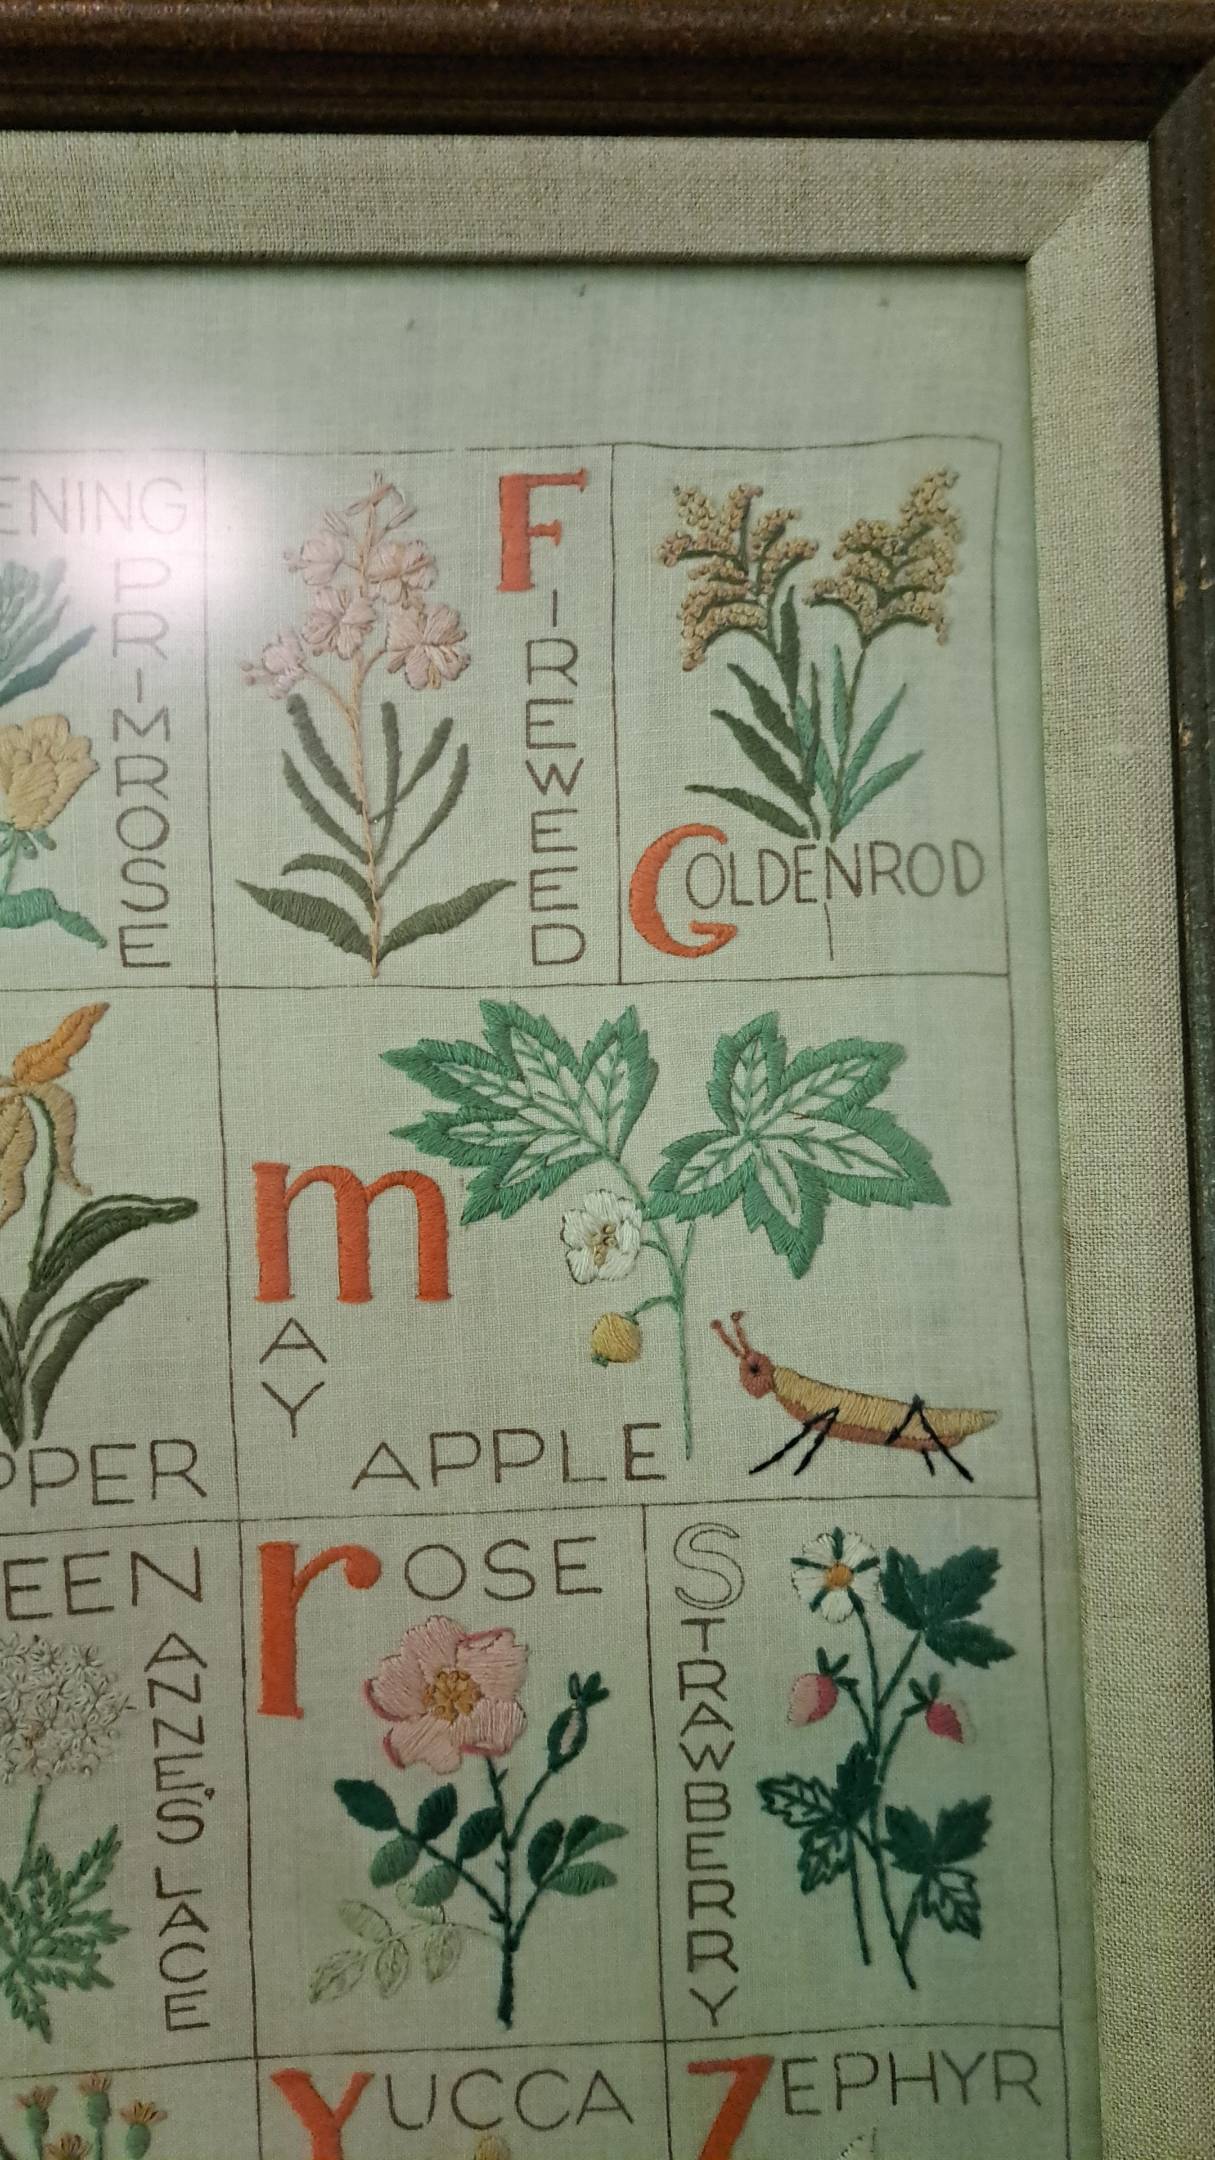 ENING
PRIMROSE
FIREWEED
GOLDENROD
PPER
mAY
APPLE
EEN
ANNE'S LACE
rOSE
STRAWBERRY
YUCCA
ZEPHYR